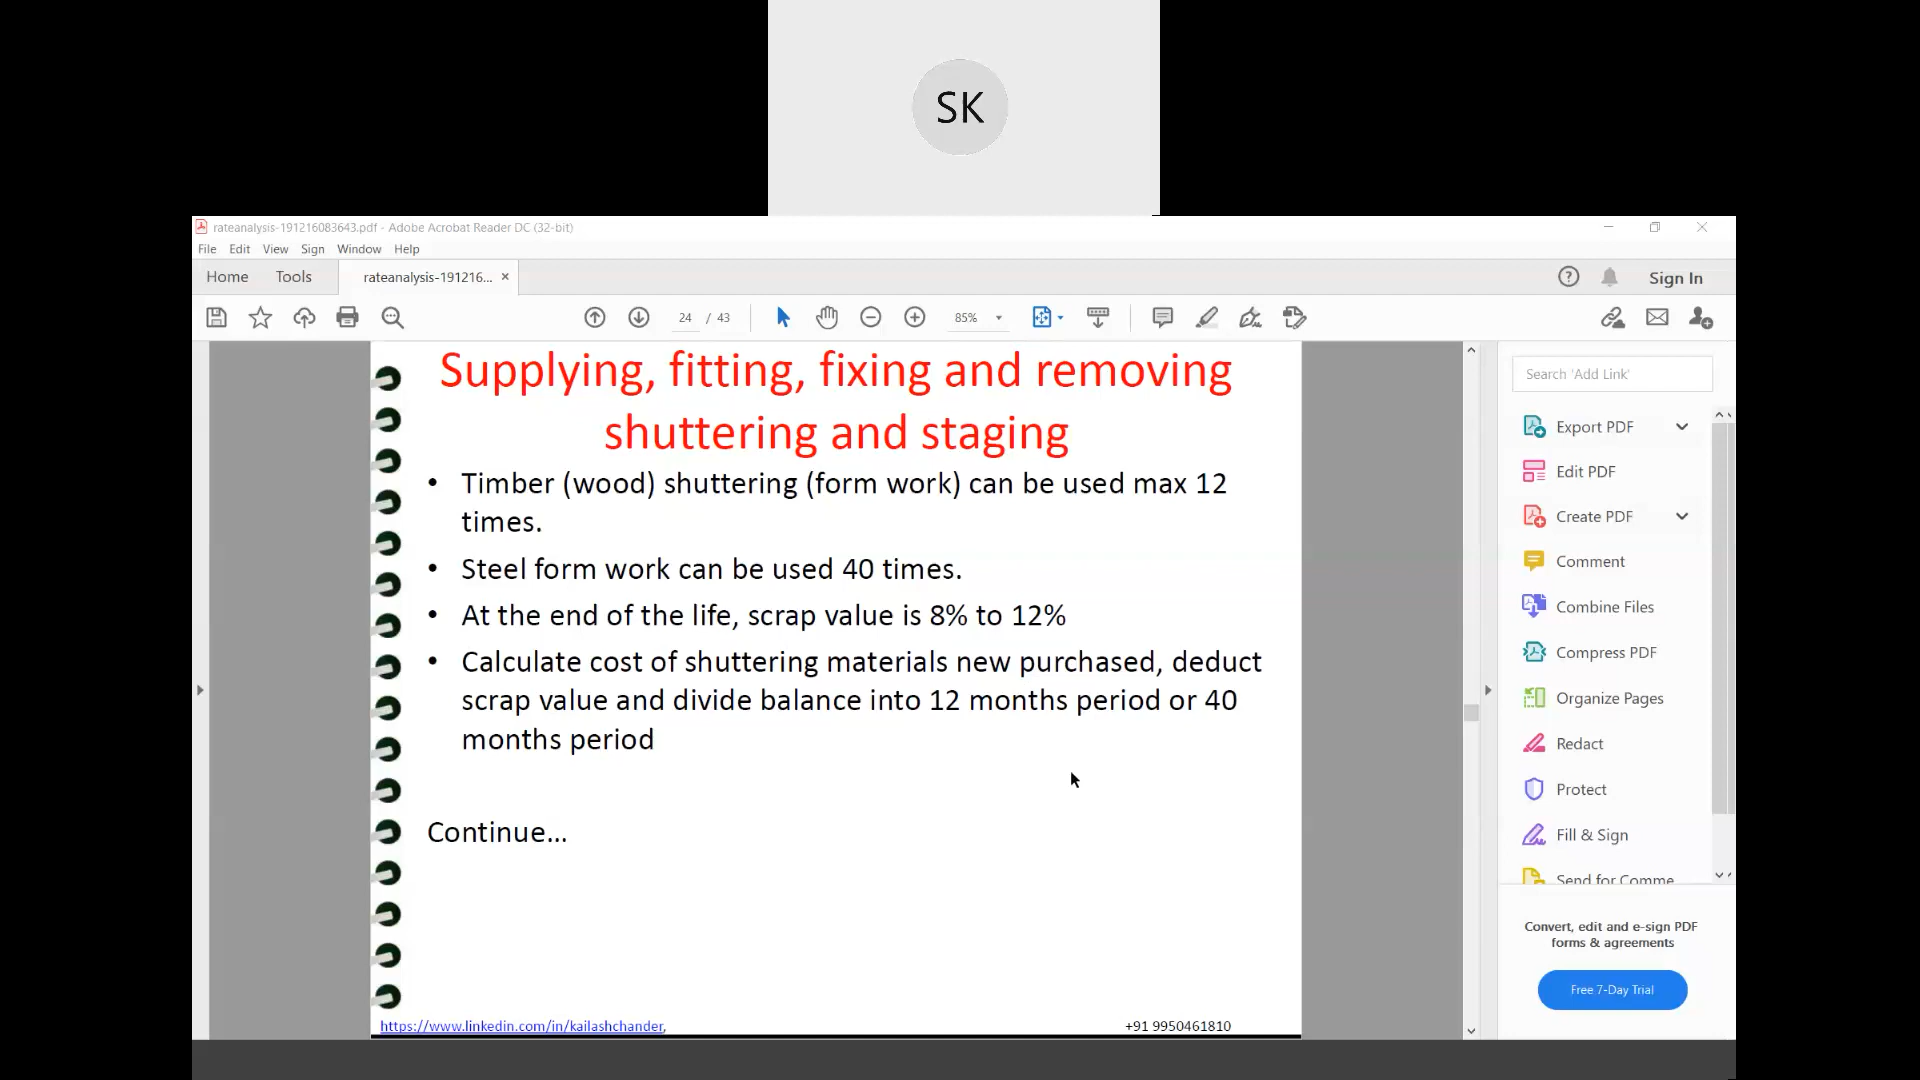 SK
rateanalysis-191216083643.pdf - Adobe Acrobat Reader DC (32-bit)
File Edit View Sign Window Help
Home Tools rateanalysis-191216... × Sign In
24 / 43 85%
Supplying, fitting, fixing and removing
shuttering and staging
• Timber (wood) shuttering (form work) can be used max 12
times.
• Steel form work can be used 40 times.
• At the end of the life, scrap value is 8% to 12%
• Calculate cost of shuttering materials new purchased, deduct
scrap value and divide balance into 12 months period or 40
months period
Continue...
https://www.linkedin.com/in/kailashchander, +91 9950461810
Search 'Add Link'
Export PDF
Edit PDF
Create PDF
Comment
Combine Files
Compress PDF
Organize Pages
Redact
Protect
Fill & Sign
Send for Comme
Convert, edit and e-sign PDF
forms & agreements
Free 7-Day Trial